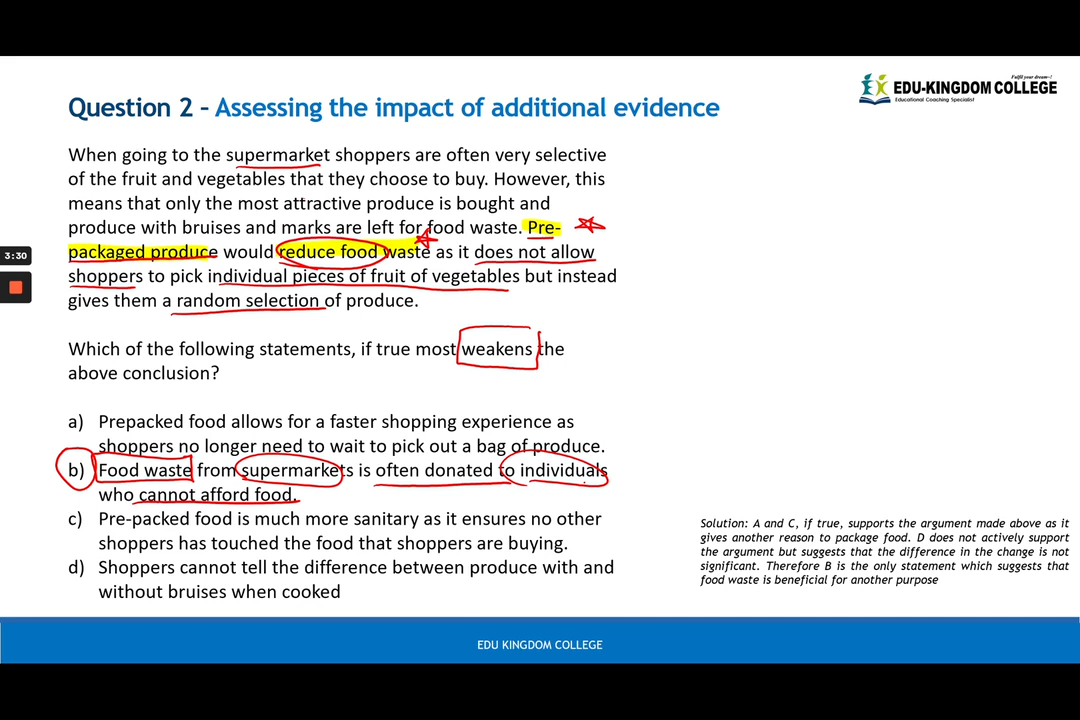 Fulfil your dream~!
EDU-KINGDOM COLLEGE
Educational Coaching Specialist
Question 2 – Assessing the impact of additional evidence
When going to the supermarket shoppers are often very selective
of the fruit and vegetables that they choose to buy. However, this
means that only the most attractive produce is bought and
produce with bruises and marks are left for food waste. Pre-
packaged produce would reduce food waste as it does not allow
shoppers to pick individual pieces of fruit of vegetables but instead
gives them a random selection of produce.
3:30
Which of the following statements, if true most weakens the
above conclusion?
a) Prepacked food allows for a faster shopping experience as
shoppers no longer need to wait to pick out a bag of produce.
b) Food waste from supermarkets is often donated to individuals
who cannot afford food.
c) Pre-packed food is much more sanitary as it ensures no other
shoppers has touched the food that shoppers are buying.
d) Shoppers cannot tell the difference between produce with and
without bruises when cooked
Solution: A and C, if true, supports the argument made above as it
gives another reason to package food. D does not actively support
the argument but suggests that the difference in the change is not
significant. Therefore B is the only statement which suggests that
food waste is beneficial for another purpose
EDU KINGDOM COLLEGE